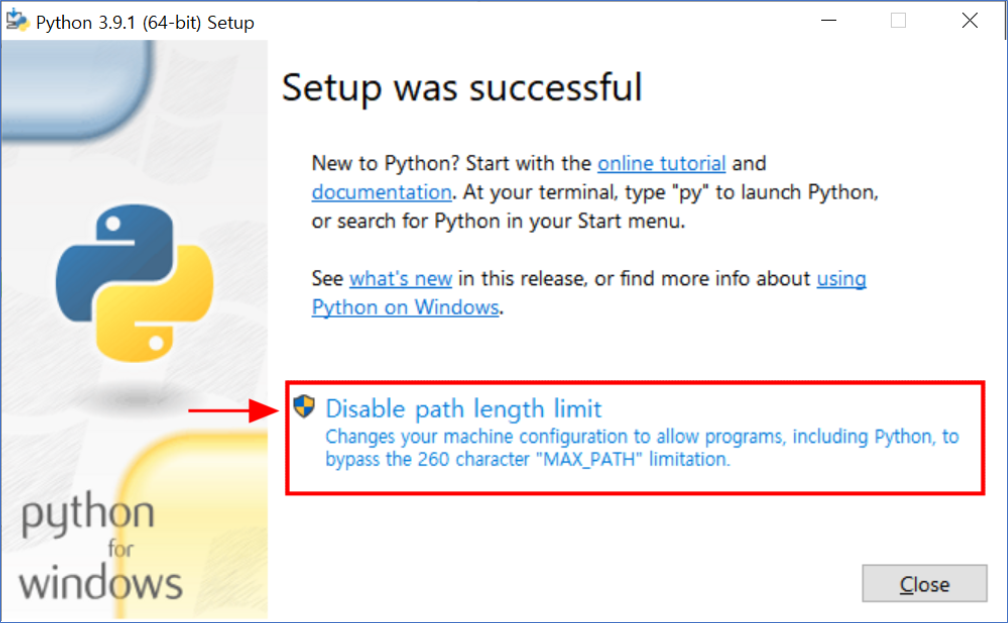 Python 3.9.1 (64-bit) Setup
Setup was successful
New to Python? Start with the online tutorial and
documentation. At your terminal, type "py" to launch Python,
or search for Python in your Start menu.
See what's new in this release, or find more info about using
Python on Windows.
Disable path length limit
Changes your machine configuration to allow programs, including Python, to
bypass the 260 character "MAX_PATH" limitation.
python
for
windows
Close